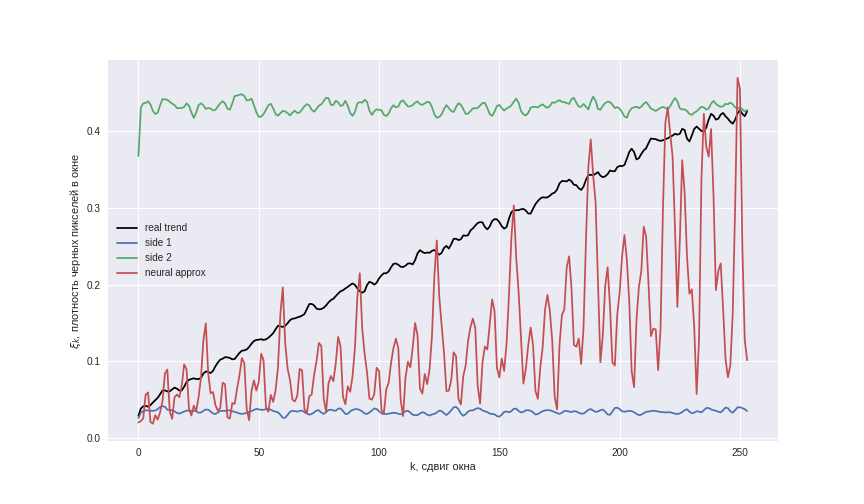 0.4
0.3
0.2
0.1
0.0
ξk, плотность черных пикселей в окне
real trend
side 1
side 2
neural approx
0 50 100 150 200 250
k, сдвиг окна